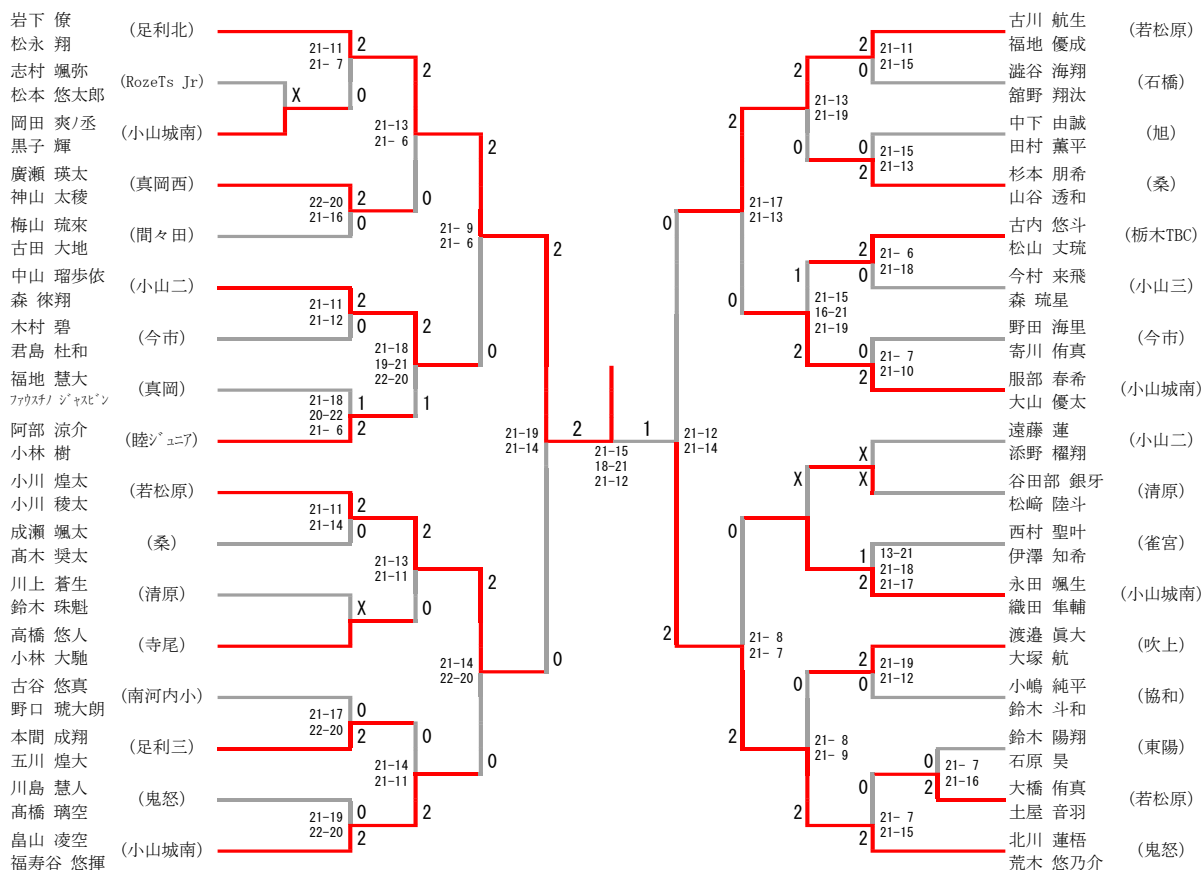 岩下 僚
松永 翔
(足利北)
志村 颯弥
松本 悠太郎
(RozeTs Jr)
岡田 爽ノ丞
黒子 輝
(小山城南)
廣瀬 瑛太
神山 太稜
(真岡西)
梅山 琉來
古田 大地
(間々田)
中山 瑠歩依
森 徠翔
(小山二)
木村 碧
君島 杜和
(今市)
福地 慧大
ファウスチノ ジャスピン
(真岡)
阿部 涼介
小林 樹
(睦ジュニア)
小川 煌太
小川 稜太
(若松原)
成瀬 颯太
髙木 奨太
(桑)
川上 蒼生
鈴木 珠魁
(清原)
高橋 悠人
小林 大馳
(寺尾)
古谷 悠真
野口 琥大朗
(南河内小)
本間 成翔
五川 煌大
(足利三)
川島 慧人
髙橋 璃空
(鬼怒)
畠山 凌空
福寿谷 悠揮
(小山城南)
21-11
21- 7
2
0
X
22-20
21-16
2
0
21-11
21-12
2
0
21-18
20-22
21- 6
1
2
21-11
21-14
2
0
X
21-17
22-20
0
2
21-19
22-20
0
2
21-13
21- 6
2
0
21-18
19-21
22-20
2
1
21-13
21-11
2
0
21-14
21-11
0
2
21- 9
21- 6
2
0
21-14
22-20
2
0
21-19
21-14
2
0
2
1
21-15
18-21
21-12
21-12
21-14
0
2
21-17
21-13
2
0
21- 8
21- 7
0
2
21-13
21-19
2
0
21-15
16-21
21-19
1
2
X
21- 8
21- 9
0
2
21-11
21-15
2
0
21-15
21-13
0
2
21- 6
21-18
2
0
21- 7
21-10
0
2
X
X
13-21
21-18
21-17
1
2
21-19
21-12
2
0
21- 7
21-15
0
2
21- 7
21-16
0
2
古川 航生
福地 優成
(若松原)
澁谷 海翔
舘野 翔汰
(石橋)
中下 由誠
田村 薫平
(旭)
杉本 朋希
山谷 透和
(桑)
古内 悠斗
松山 丈琉
(栃木TBC)
今村 来飛
森 琉星
(小山三)
野田 海里
寄川 侑真
(今市)
服部 春希
大山 優太
(小山城南)
遠藤 蓮
添野 櫂翔
(小山二)
谷田部 銀牙
松﨑 陸斗
(清原)
西村 聖叶
伊澤 知希
(雀宮)
永田 颯生
織田 隼輔
(小山城南)
渡邉 眞大
大塚 航
(吹上)
小嶋 純平
鈴木 斗和
(協和)
鈴木 陽翔
石原 昊
(東陽)
大橋 侑真
土屋 音羽
(若松原)
北川 蓮梧
荒木 悠乃介
(鬼怒)